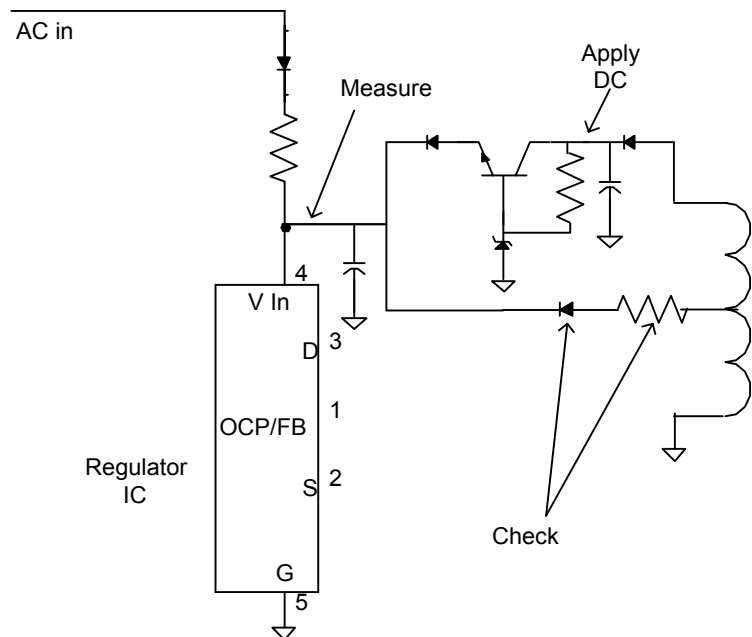 AC in
Measure
Apply
DC
4
V In
3
D
1
OCP/FB
2
S
Regulator
IC
G
5
Check